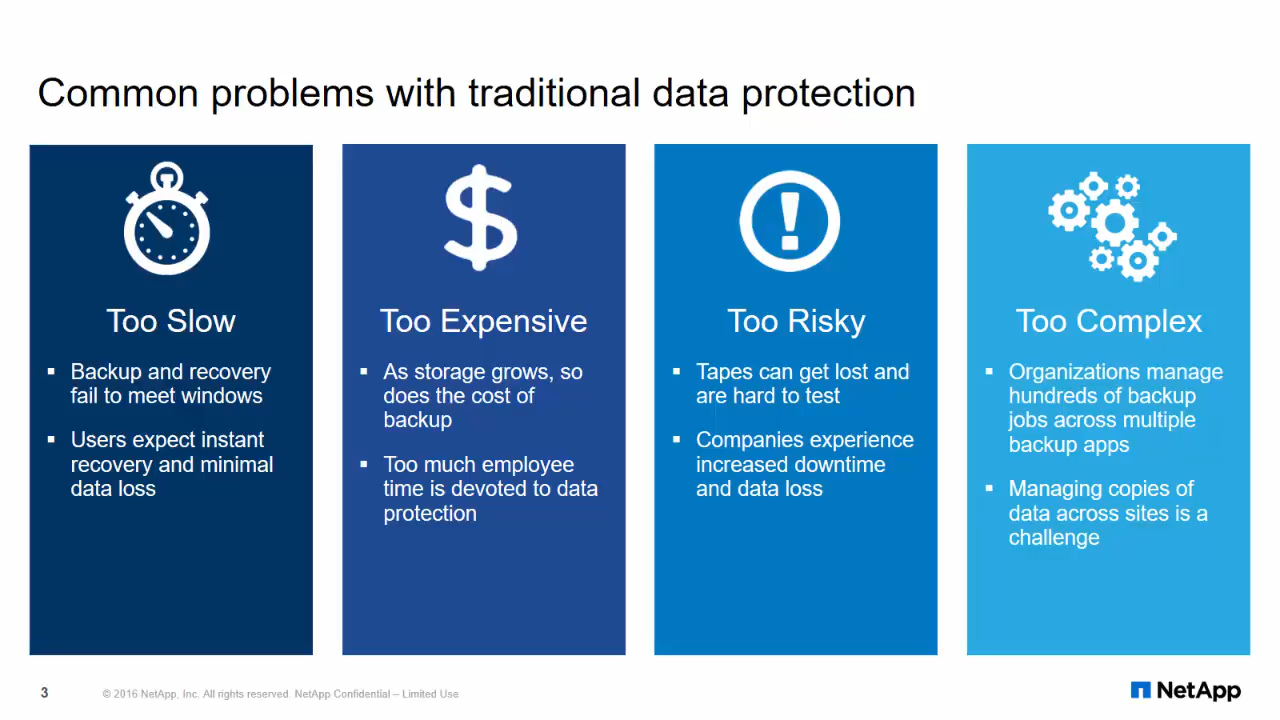 Common problems with traditional data protection
Too Slow
▪ Backup and recovery
fail to meet windows
▪ Users expect instant
recovery and minimal
data loss
$
Too Expensive
▪ As storage grows, so
does the cost of
backup
▪ Too much employee
time is devoted to data
protection
!
Too Risky
▪ Tapes can get lost and
are hard to test
▪ Companies experience
increased downtime
and data loss
Too Complex
▪ Organizations manage
hundreds of backup
jobs across multiple
backup apps
▪ Managing copies of
data across sites is a
challenge
3
© 2016 NetApp, Inc. All rights reserved. NetApp Confidential – Limited Use
NetApp